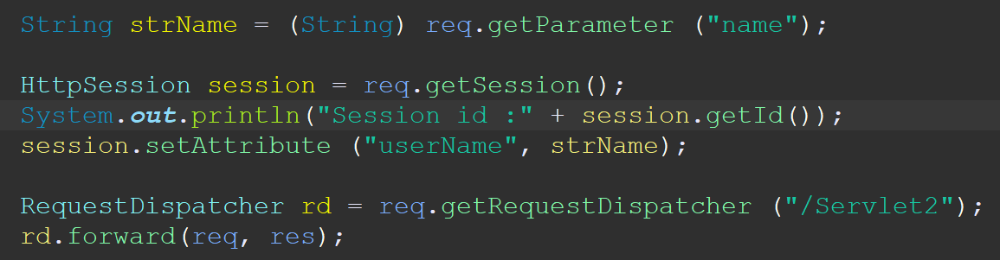 String strName = (String) req.getParameter ("name");
HttpSession session = req.getSession();
System.out.println("Session id :" + session.getId());
session.setAttribute ("userName", strName);
RequestDispatcher rd = req.getRequestDispatcher ("/Servlet2");
rd.forward(req, res);